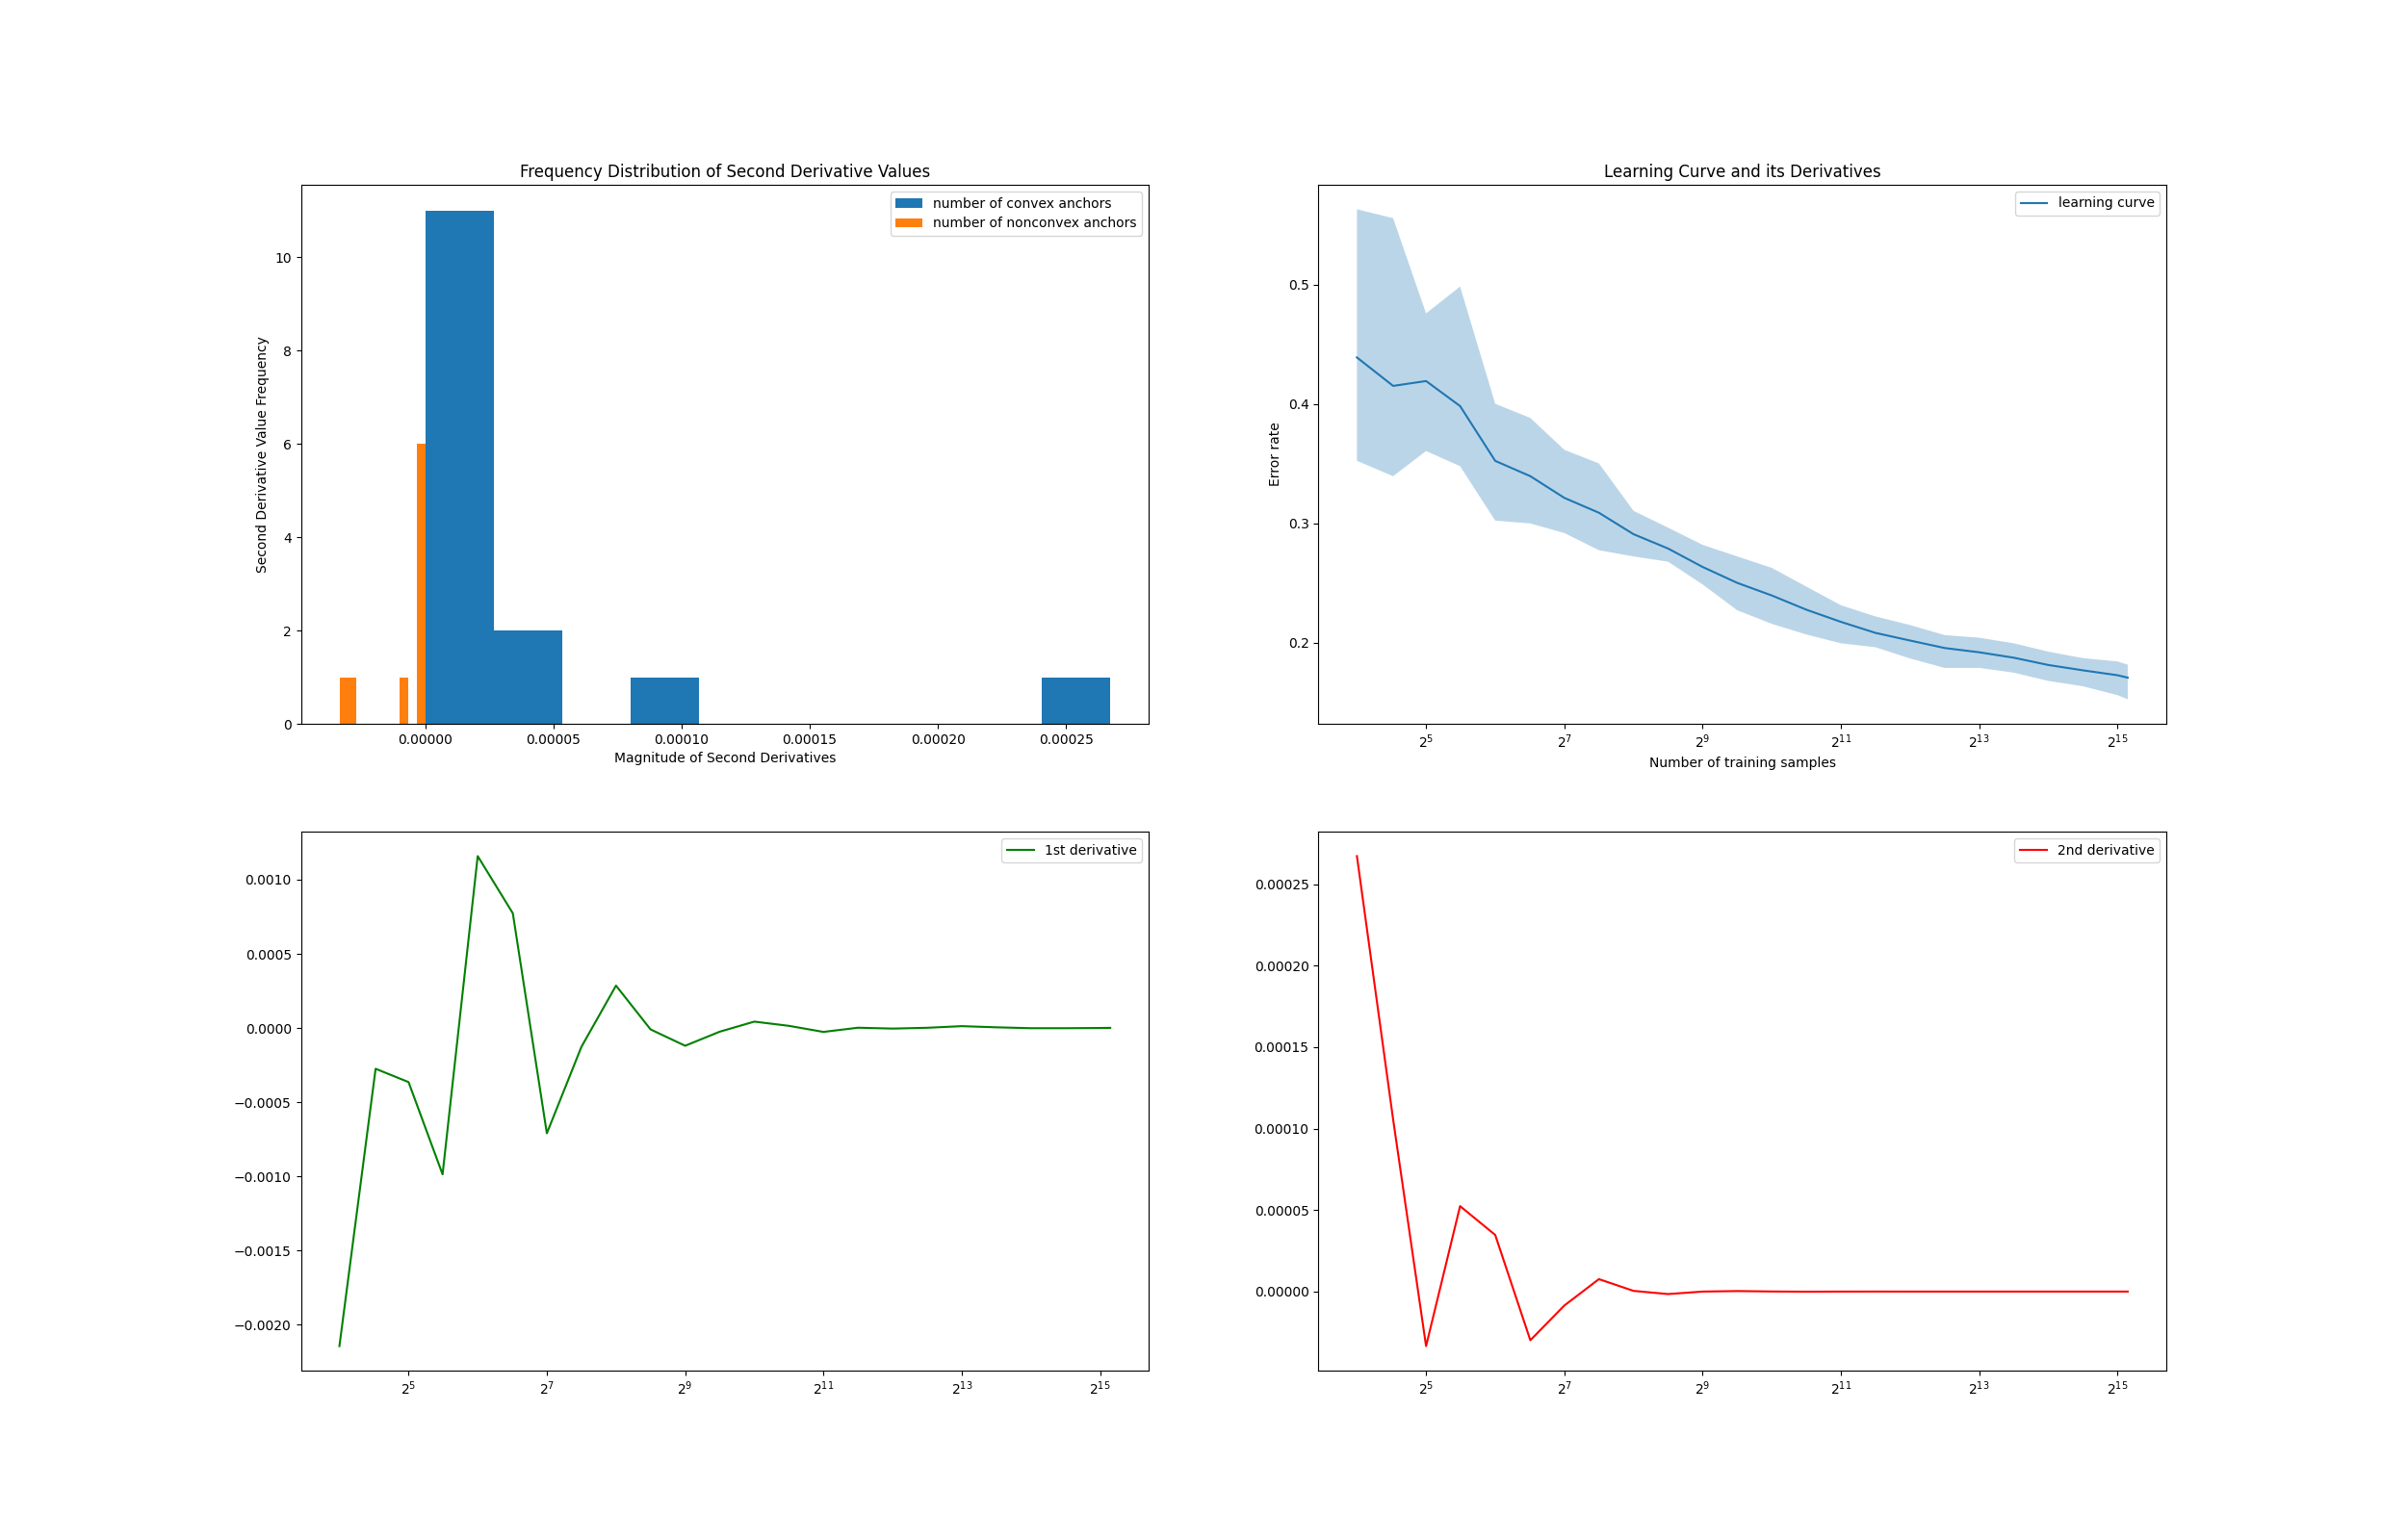 Frequency Distribution of Second Derivative Values
number of convex anchors
number of nonconvex anchors
Second Derivative Value Frequency
10
8
6
4
2
0
0.00000 0.00005 0.00010 0.00015 0.00020 0.00025
Magnitude of Second Derivatives
Learning Curve and its Derivatives
learning curve
Error rate
0.5
0.4
0.3
0.2
2^5 2^7 2^9 2^11 2^13 2^15
Number of training samples
1st derivative
0.0010
0.0005
0.0000
−0.0005
−0.0010
−0.0015
−0.0020
2^5 2^7 2^9 2^11 2^13 2^15
2nd derivative
0.00025
0.00020
0.00015
0.00010
0.00005
0.00000
2^5 2^7 2^9 2^11 2^13 2^15